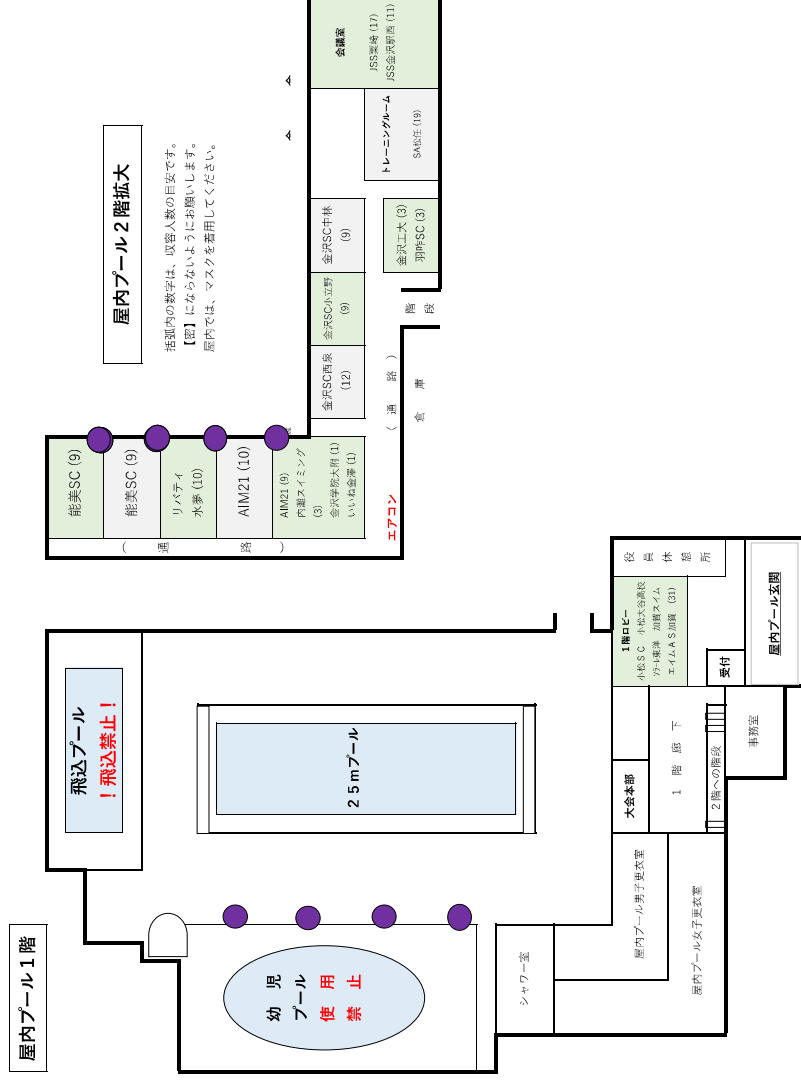 屋内プール１階
飛込プール
！飛込禁止！
２５ｍプール
幼　児
プール
使　用
禁　止
シャワー室
屋内プール男子更衣室
屋内プール女子更衣室
大会本部
１　階　廊　下
２階への階段
事務室
受付
屋内プール玄関
１階ロビー
小松ＳＣ　小松大谷高校
ｿﾗｰﾚ東洋　加賀スイム
エイムＡＳ加賀　(31)
役　員　休　憩　所
屋内プール２階拡大
括弧内の数字は、収容人数の目安です。
【密】にならないようにお願いします。
屋内では、マスクを着用してください。
能美SC (9)
能美SC (9)
リバティ
水夢 (10)
AIM21 (10)
AIM21 (9)
内灘スイミング
(3)
金沢学院大附 (1)
いいね金澤 (1)
（　通　　路　）
エアコン
（　通　路　）
倉　庫
階　段
金沢SC西泉
(12)
金沢SC小立野
(9)
金沢SC中林
(9)
金沢工大 (3)
羽咋SC (3)
トレーニングルーム
SA松任 (19)
会議室
JSS粟崎 (17)
JSS金沢駅西 (11)